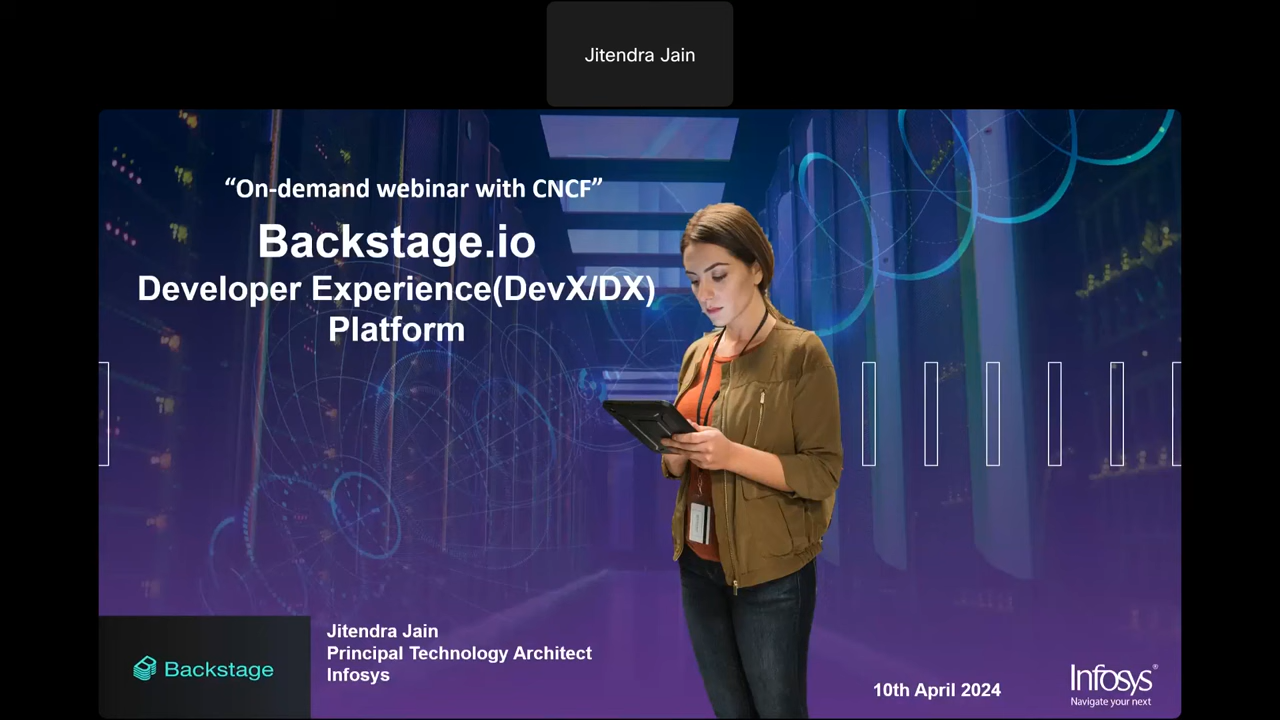 Jitendra Jain
“On-demand webinar with CNCF”
Backstage.io
Developer Experience(DevX/DX)
Platform
Jitendra Jain
Principal Technology Architect
Infosys
Backstage
10th April 2024
Infosys®
Navigate your next